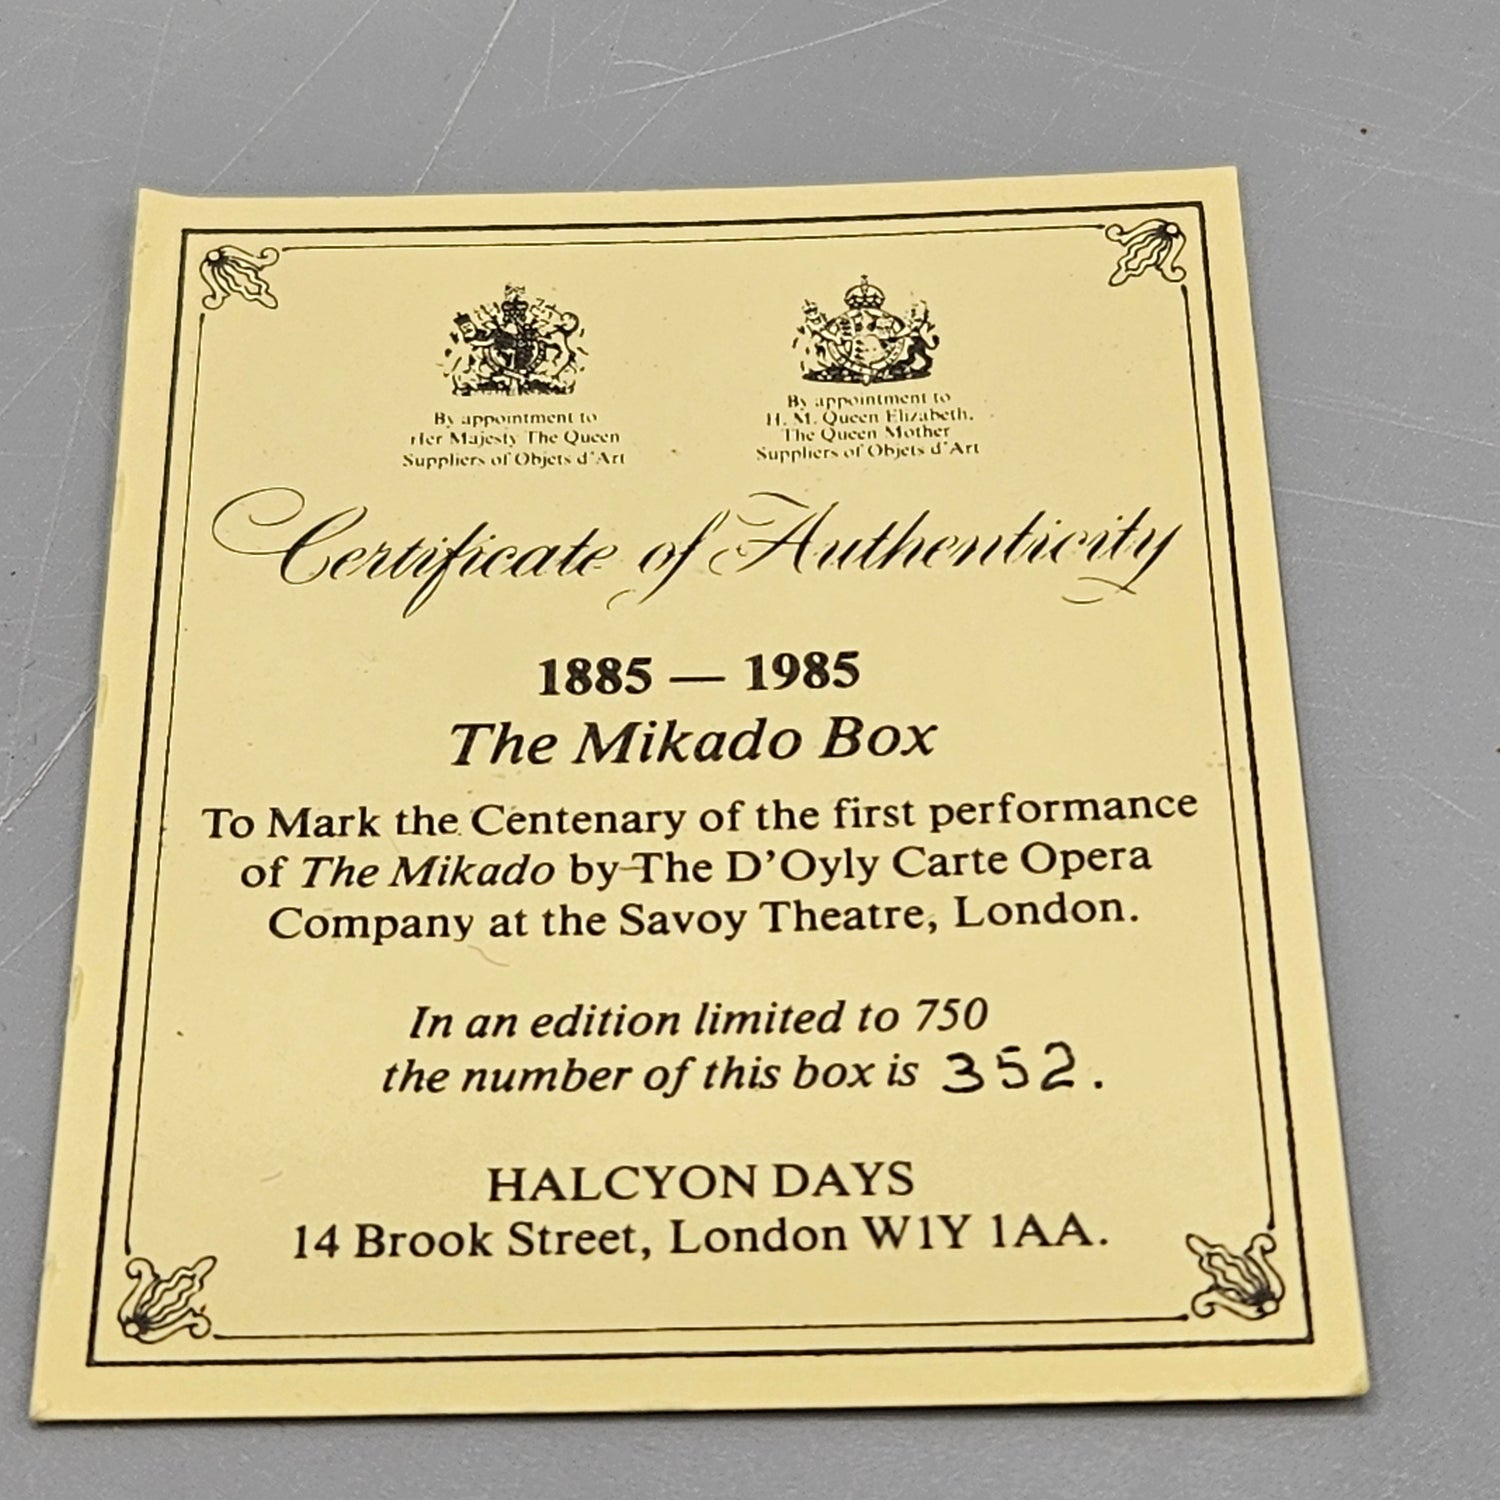 By appointment to
Her Majesty The Queen
Suppliers of Objets d'Art
By appointment to
H. M. Queen Elizabeth,
The Queen Mother
Suppliers of Objets d'Art
Certificate of Authenticity
1885 — 1985
The Mikado Box
To Mark the Centenary of the first performance
of The Mikado by The D'Oyly Carte Opera
Company at the Savoy Theatre, London.
In an edition limited to 750
the number of this box is 352.
HALCYON DAYS
14 Brook Street, London W1Y 1AA.